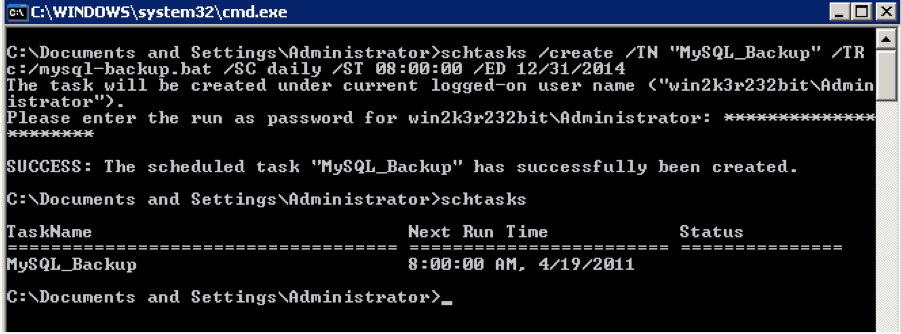 C:\WINDOWS\system32\cmd.exe
C:\Documents and Settings\Administrator>schtasks /create /TN "MySQL_Backup" /TR
c:/mysql-backup.bat /SC daily /ST 08:00:00 /ED 12/31/2014
The task will be created under current logged-on user name ("win2k3r232bit\Admin
istrator").
Please enter the run as password for win2k3r232bit\Administrator: **************
********
SUCCESS: The scheduled task "MySQL_Backup" has successfully been created.
C:\Documents and Settings\Administrator>schtasks
TaskName                             Next Run Time            Status
==================================== ======================== ===============
MySQL_Backup                         8:00:00 AM, 4/19/2011
C:\Documents and Settings\Administrator>_